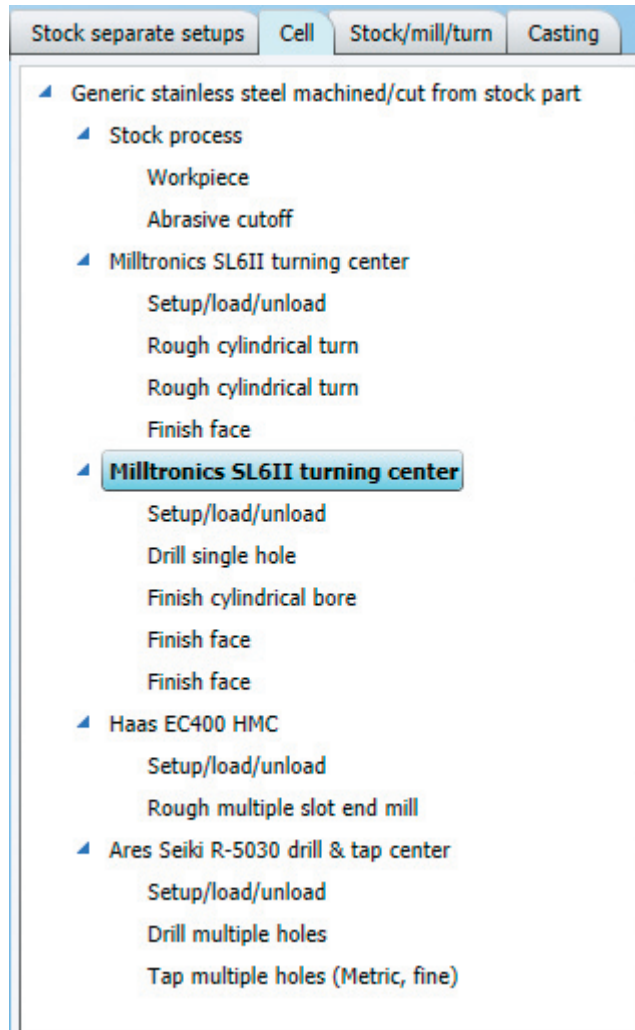 Stock separate setups Cell Stock/mill/turn Casting
Generic stainless steel machined/cut from stock part
Stock process
Workpiece
Abrasive cutoff
Milltronics SL6II turning center
Setup/load/unload
Rough cylindrical turn
Rough cylindrical turn
Finish face
Milltronics SL6II turning center
Setup/load/unload
Drill single hole
Finish cylindrical bore
Finish face
Finish face
Haas EC400 HMC
Setup/load/unload
Rough multiple slot end mill
Ares Seiki R-5030 drill & tap center
Setup/load/unload
Drill multiple holes
Tap multiple holes (Metric, fine)